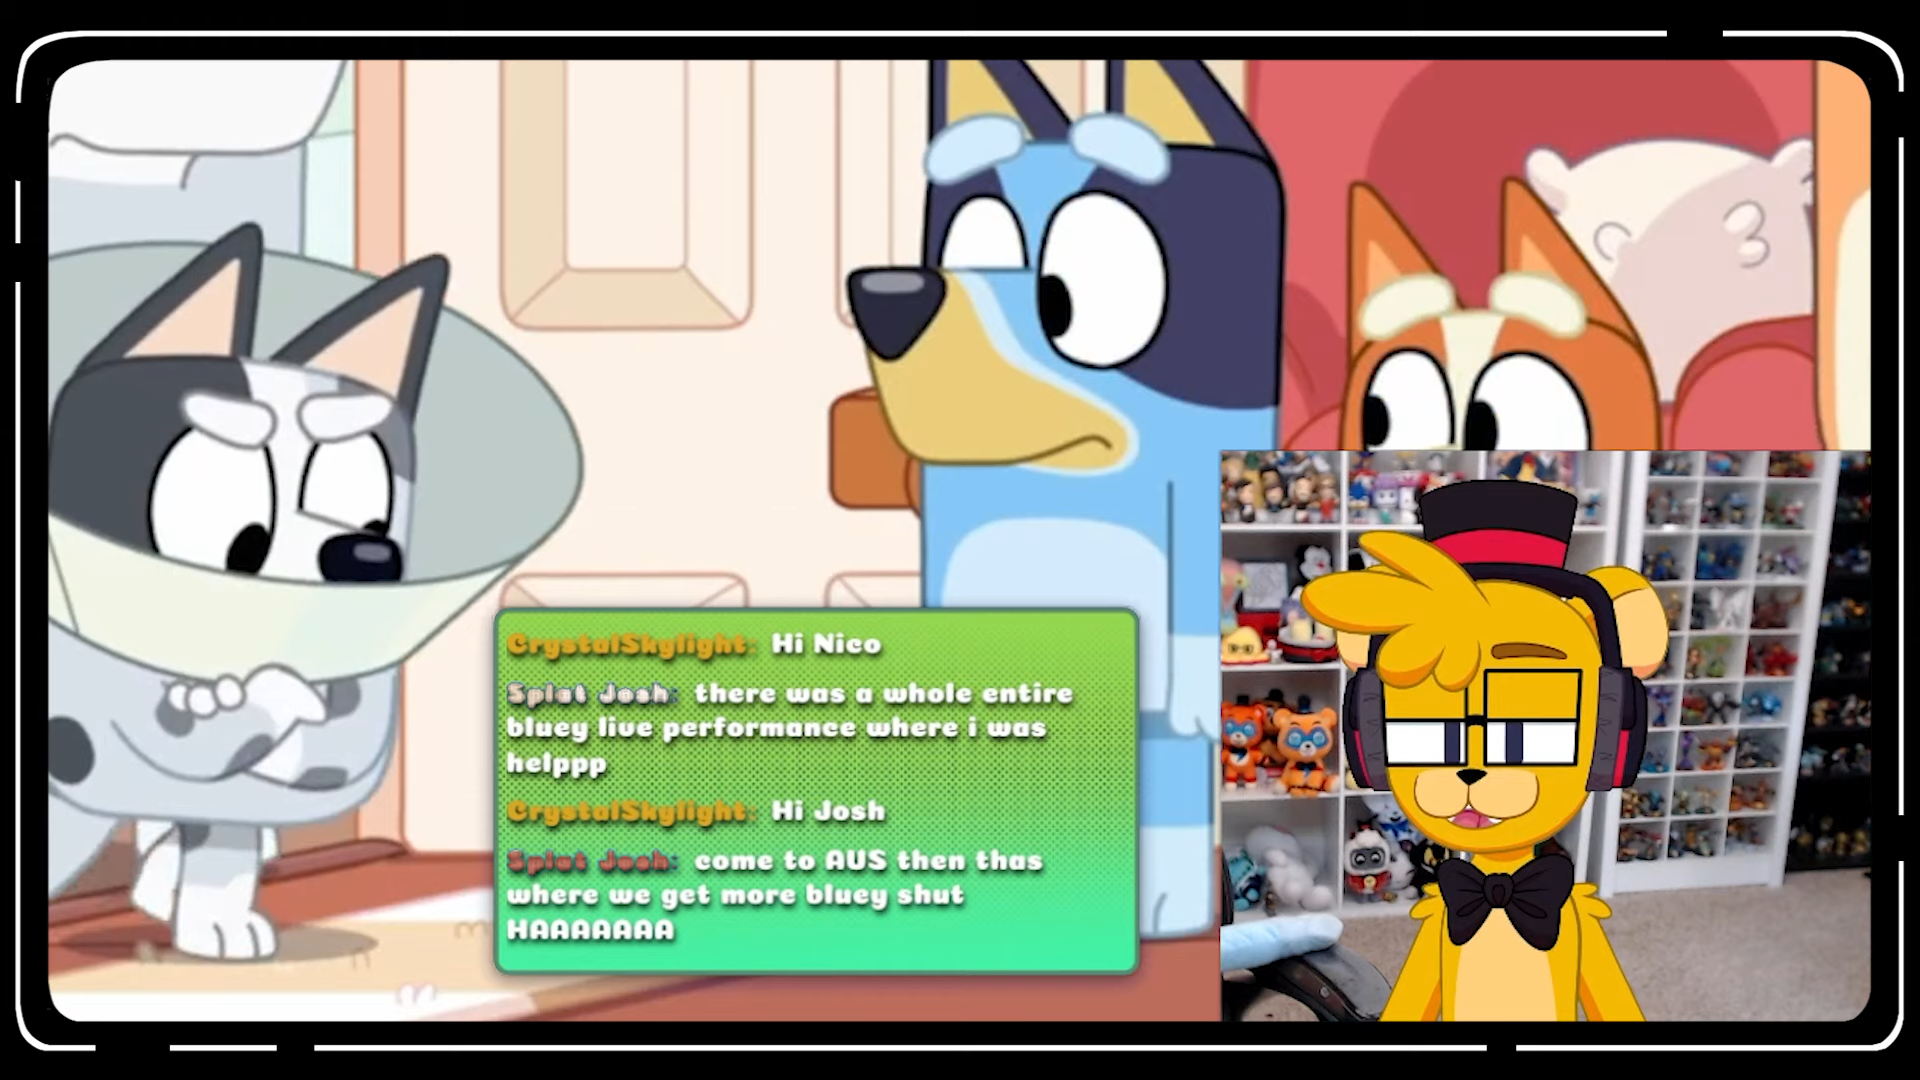 CrystalSkylight: Hi Nico
Splat Josh: there was a whole entire
bluey live performance where i was
helppp
CrystalSkylight: Hi Josh
Splat Josh: come to AUS then thas
where we get more bluey shut
HAAAAAAA